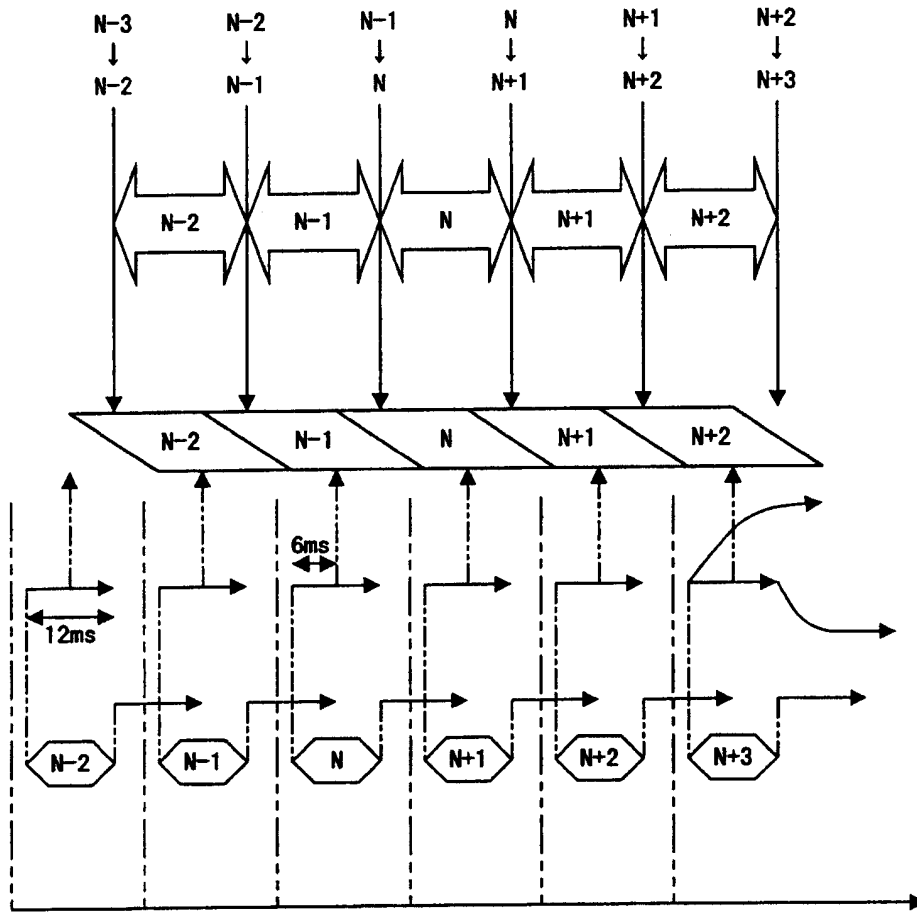 N-3 N-2 N-1 N N+1 N+2
↓ ↓ ↓ ↓ ↓ ↓
N-2 N-1 N N+1 N+2 N+3
N-2 N-1 N N+1 N+2
N-2 N-1 N N+1 N+2
6ms
12ms
N-2 N-1 N N+1 N+2 N+3